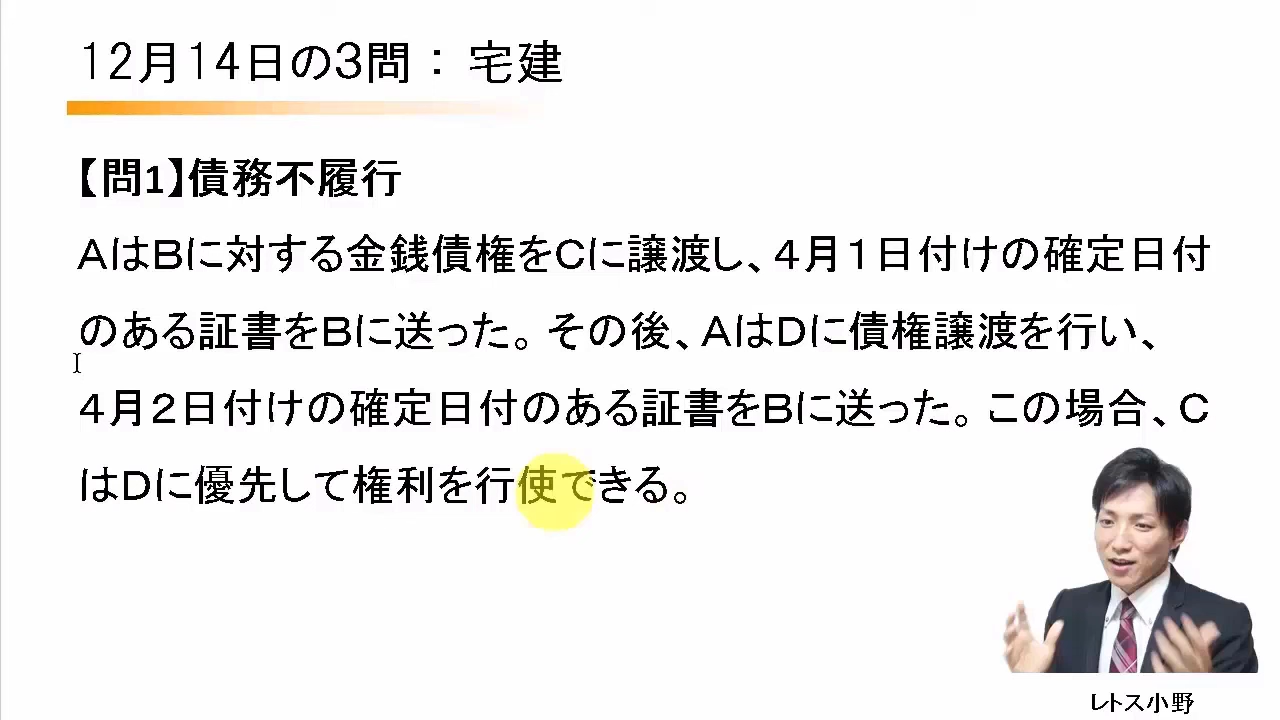 12月14日の3問：宅建
【問1】債務不履行
AはBに対する金銭債権をCに譲渡し、4月1日付けの確定日付
のある証書をBに送った。その後、AはDに債権譲渡を行い、
4月2日付けの確定日付のある証書をBに送った。この場合、C
はDに優先して権利を行使できる。
レトス小野